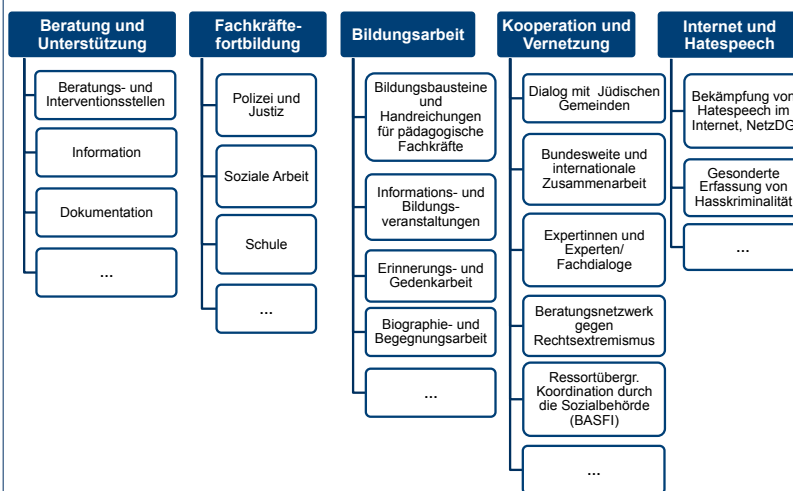 Beratung und
Unterstützung
Beratungs- und
Interventionsstellen
Information
Dokumentation
...
Fachkräfte-
fortbildung
Polizei und
Justiz
Soziale Arbeit
Schule
...
Bildungsarbeit
Bildungsbausteine
und
Handreichungen
für pädagogische
Fachkräfte
Informations- und
Bildungs-
veranstaltungen
Erinnerungs- und
Gedenkarbeit
Biographie- und
Begegnungsarbeit
...
Kooperation und
Vernetzung
Dialog mit Jüdischen
Gemeinden
Bundesweite und
internationale
Zusammenarbeit
Expertinnen und
Experten/
Fachdialoge
Beratungsnetzwerk
gegen
Rechtsextremismus
Ressortübergr.
Koordination durch
die Sozialbehörde
(BASFI)
...
Internet und
Hatespeech
Bekämpfung von
Hatespeech im
Internet, NetzDG
Gesonderte
Erfassung von
Hasskriminalität
...